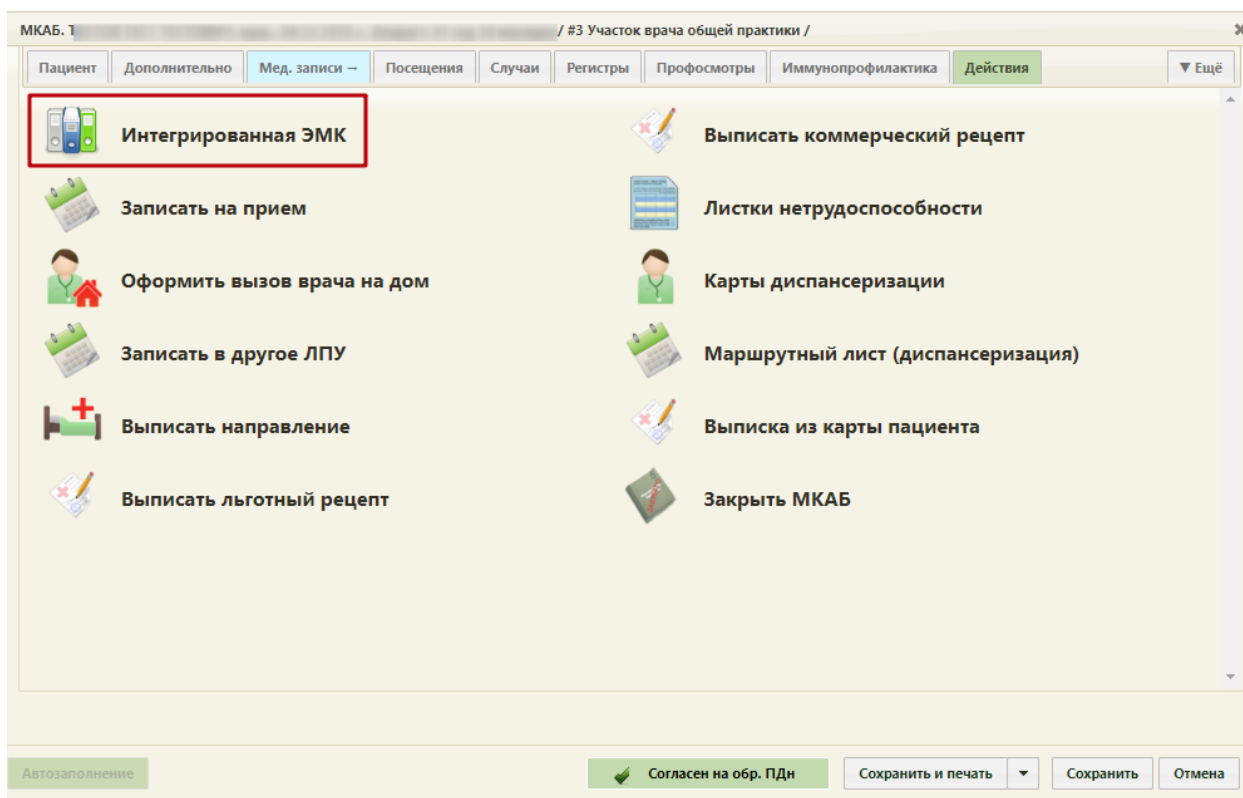 МКАБ. Т / #3 Участок врача общей практики /
Пациент Дополнительно Мед. записи → Посещения Случаи Регистры Профосмотры Иммунопрофилактика Действия ▼ Ещё
Интегрированная ЭМК
Выписать коммерческий рецепт
Записать на прием
Листки нетрудоспособности
Оформить вызов врача на дом
Карты диспансеризации
Записать в другое ЛПУ
Маршрутный лист (диспансеризация)
Выписать направление
Выписка из карты пациента
Выписать льготный рецепт
Закрыть МКАБ
Автозаполнение Согласен на обр. ПДн Сохранить и печать Сохранить Отмена